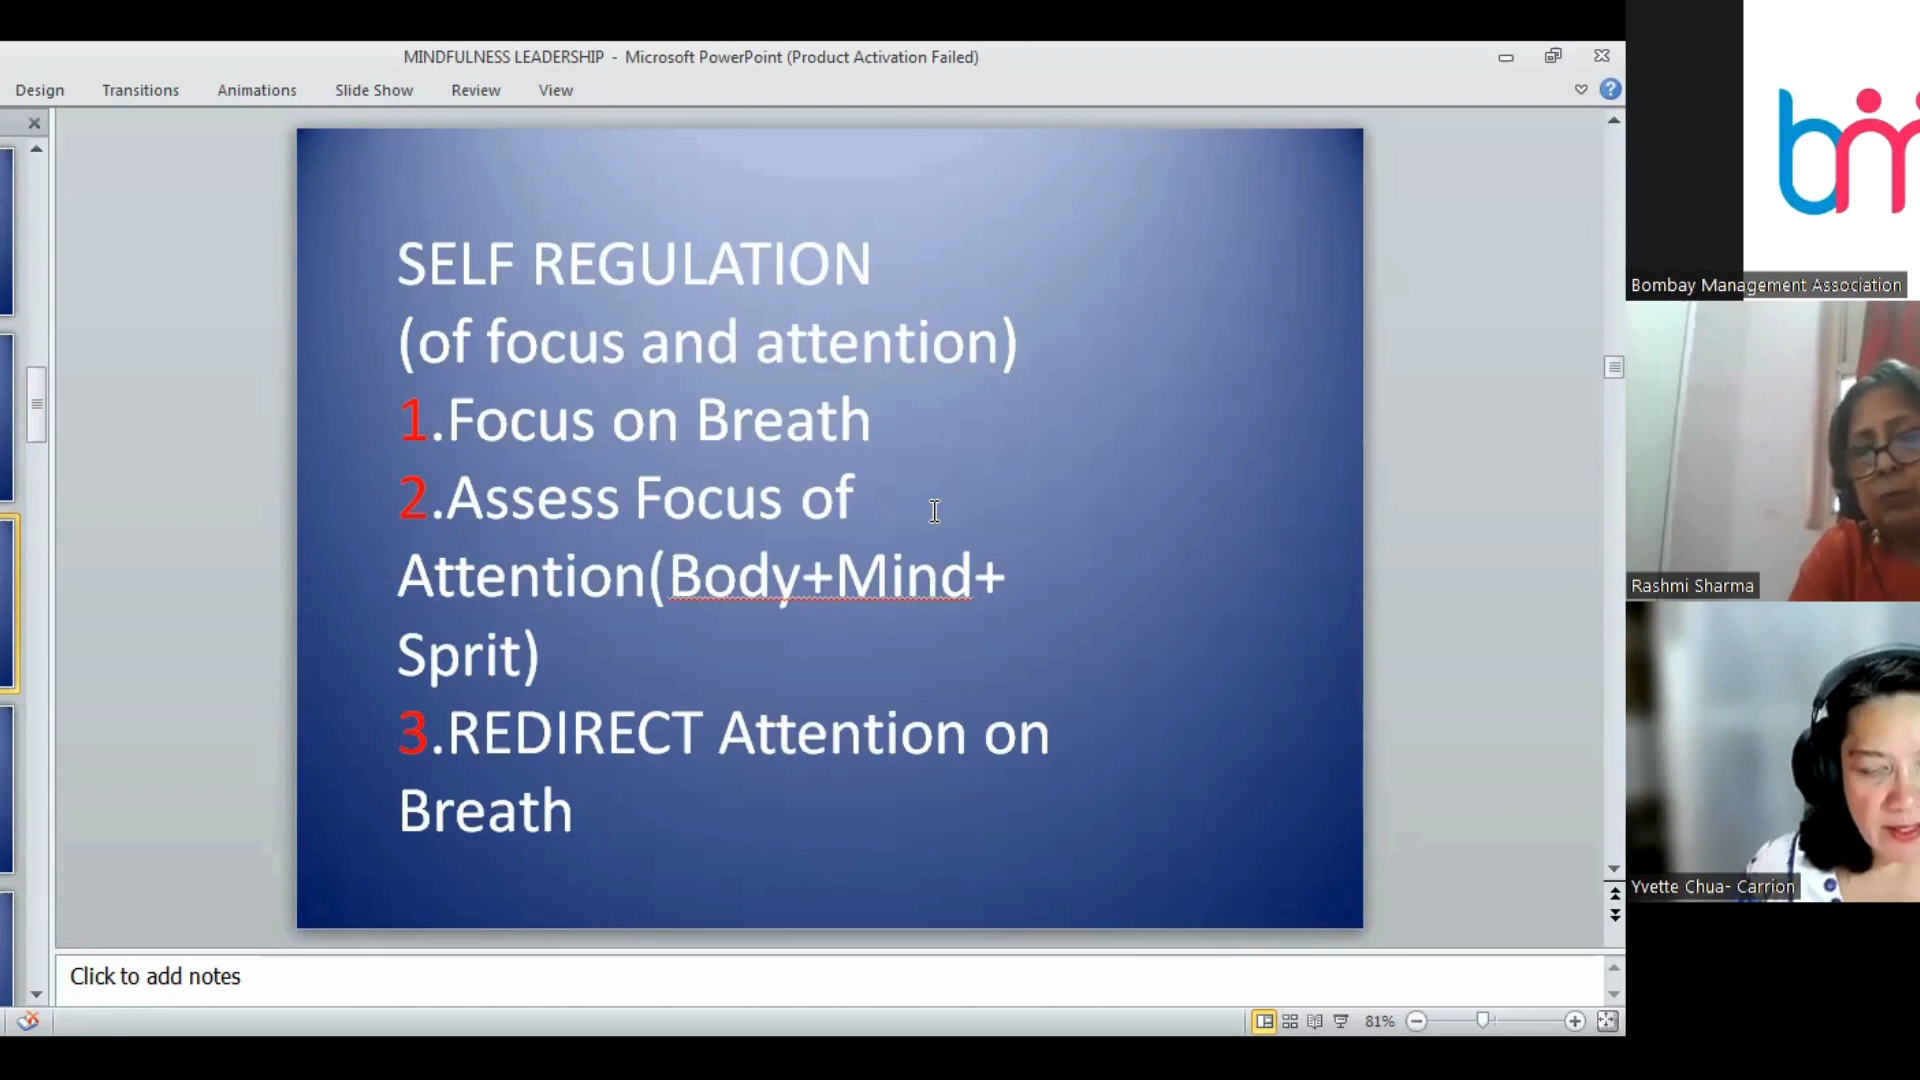 MINDFULNESS LEADERSHIP - Microsoft PowerPoint (Product Activation Failed)
Design Transitions Animations Slide Show Review View
SELF REGULATION
(of focus and attention)
1.Focus on Breath
2.Assess Focus of
Attention(Body+Mind+
Sprit)
3.REDIRECT Attention on
Breath
Click to add notes
81%
bm
Bombay Management Association
Rashmi Sharma
Yvette Chua- Carrion